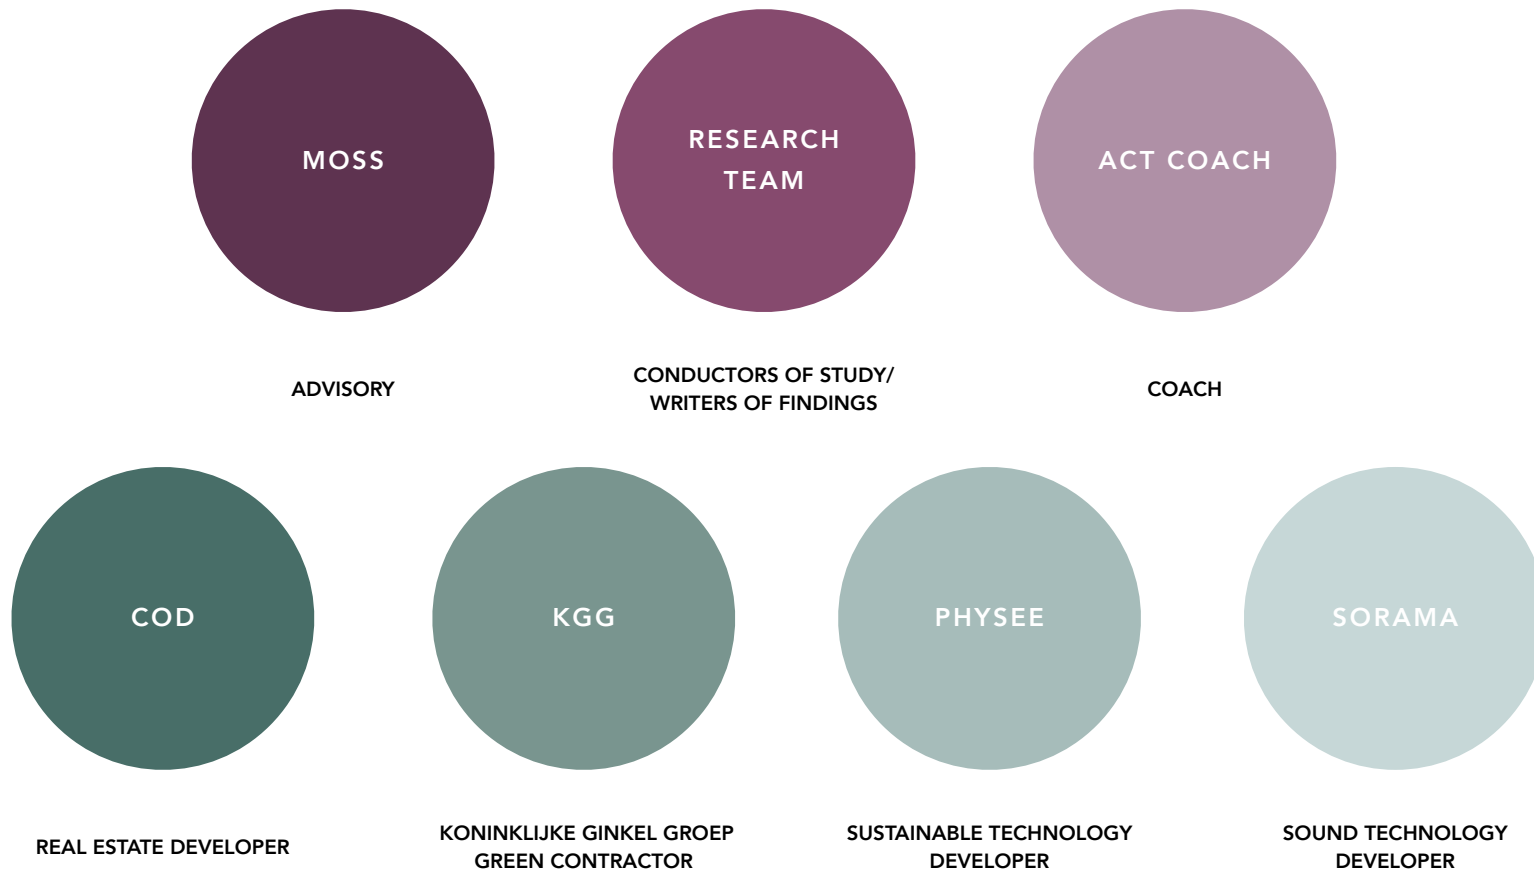 MOSS
RESEARCH
TEAM
ACT COACH
ADVISORY
CONDUCTORS OF STUDY/
WRITERS OF FINDINGS
COACH
COD
KGG
PHYSEE
SORAMA
REAL ESTATE DEVELOPER
KONINKLIJKE GINKEL GROEP
GREEN CONTRACTOR
SUSTAINABLE TECHNOLOGY
DEVELOPER
SOUND TECHNOLOGY
DEVELOPER